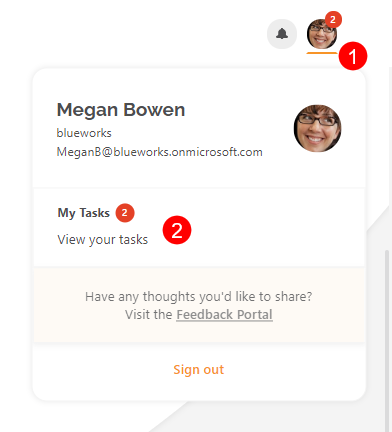 2
1
Megan Bowen
blueworks
MeganB@blueworks.onmicrosoft.com
My Tasks 2
View your tasks 2
Have any thoughts you'd like to share?
Visit the Feedback Portal
Sign out